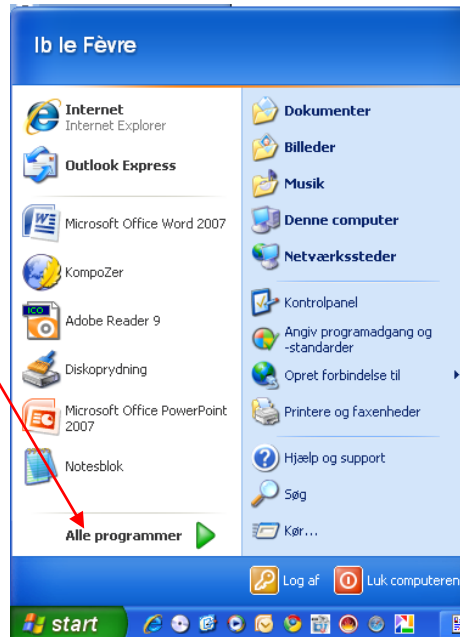 Ib le Fèvre
Internet
Internet Explorer
Outlook Express
Microsoft Office Word 2007
KompoZer
ICO
Adobe Reader 9
Diskoprydning
Microsoft Office PowerPoint
2007
Notesblok
Alle programmer
Dokumenter
Billeder
Musik
Denne computer
Netværkssteder
Kontrolpanel
Angiv programadgang og
-standarder
Opret forbindelse til
Printere og faxenheder
Hjælp og support
Søg
Kør...
Log af
Luk computeren
start